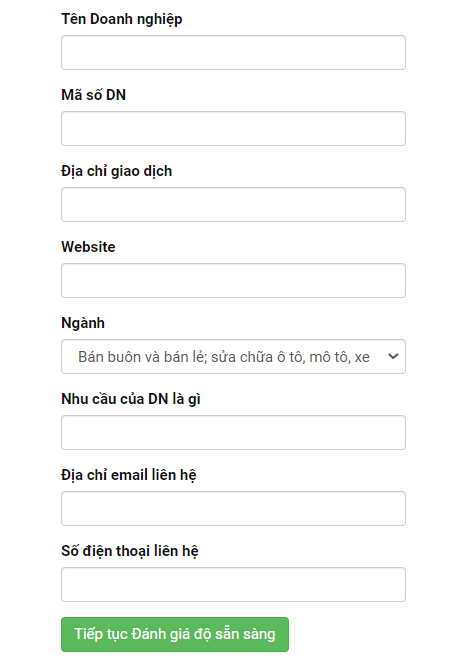 Tên Doanh nghiệp
Mã số DN
Địa chỉ giao dịch
Website
Ngành
Bán buôn và bán lẻ; sửa chữa ô tô, mô tô, xe
Nhu cầu của DN là gì
Địa chỉ email liên hệ
Số điện thoại liên hệ
Tiếp tục Đánh giá độ sẵn sàng